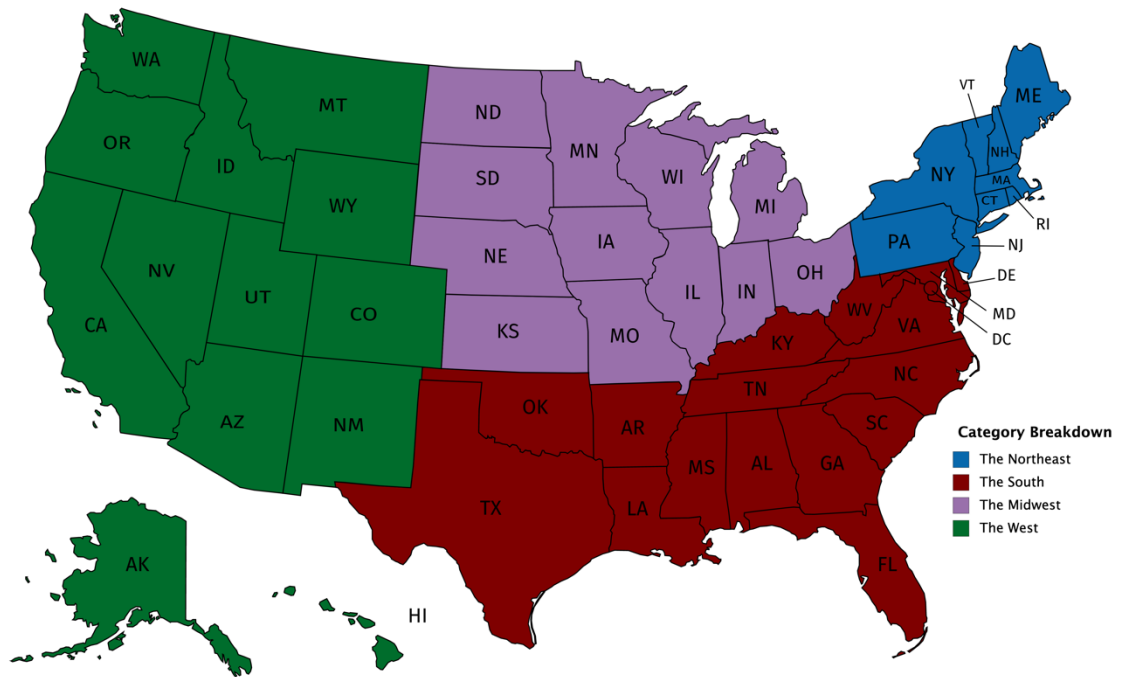 WA
MT
ND
MN
VT
ME
OR
ID
SD
WI
MI
NY
NH
MA
CT
RI
WY
NE
IA
PA
NJ
NV
UT
CO
KS
MO
IL
IN
OH
DE
MD
DC
CA
WV
VA
KY
NC
TN
AZ
NM
OK
AR
SC
MS
AL
GA
TX
LA
FL
AK
HI
Category Breakdown
The Northeast
The South
The Midwest
The West